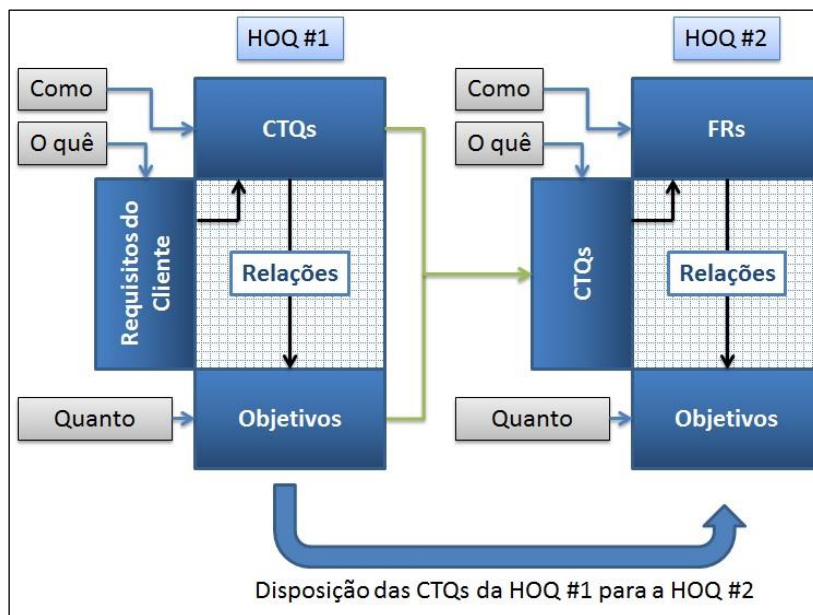 HOQ #1
Como
CTQs
O quê
Requisitos do
Cliente
Relações
Quanto
Objetivos
HOQ #2
Como
FRs
O quê
CTQs
Relações
Quanto
Objetivos
Disposição das CTQs da HOQ #1 para a HOQ #2